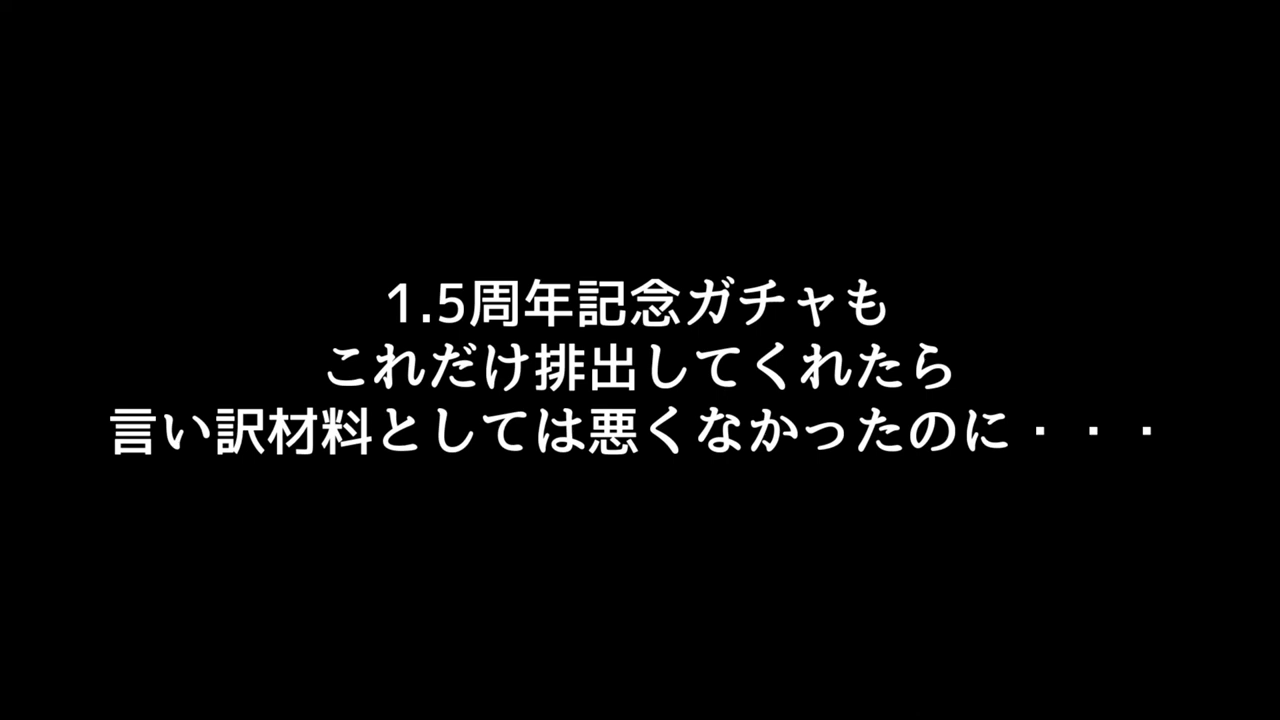 1.5周年記念ガチャも
これだけ排出してくれたら
言い訳材料としては悪くなかったのに・・・